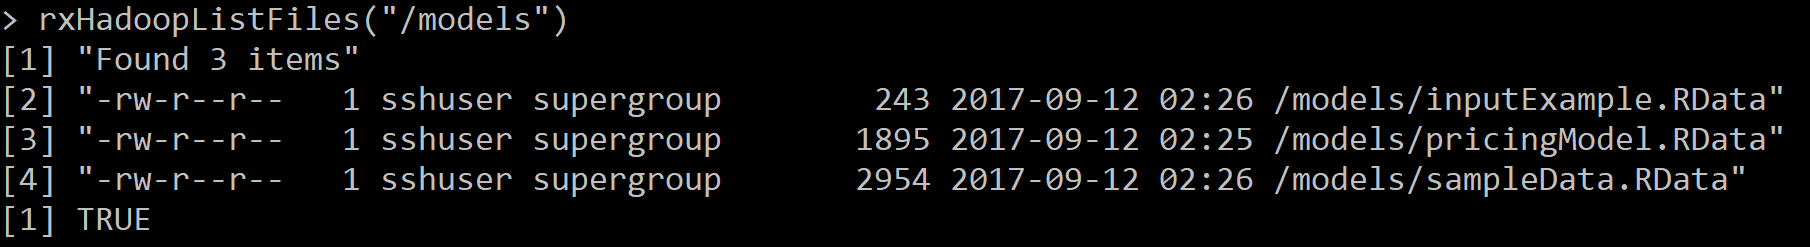 > rxHadoopListFiles("/models")
[1] "Found 3 items"
[2] "-rw-r--r--   1 sshuser supergroup        243 2017-09-12 02:26 /models/inputExample.RData"
[3] "-rw-r--r--   1 sshuser supergroup       1895 2017-09-12 02:25 /models/pricingModel.RData"
[4] "-rw-r--r--   1 sshuser supergroup       2954 2017-09-12 02:26 /models/sampleData.RData"
[1] TRUE